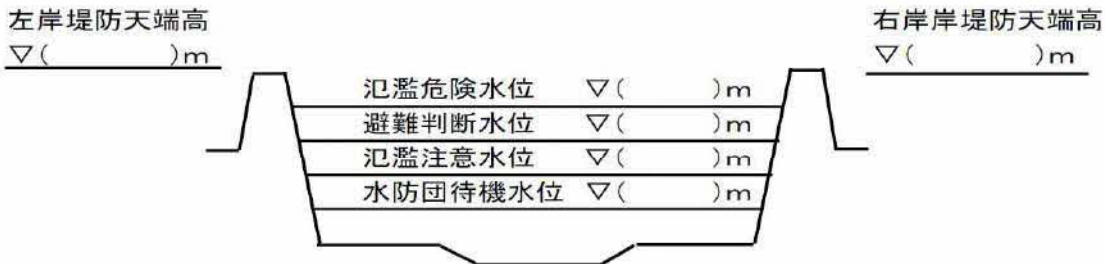 左岸堤防天端高
▽(　　　　)m
右岸岸堤防天端高
▽(　　　　)m
氾濫危険水位　▽(　　　)m
避難判断水位　▽(　　　)m
氾濫注意水位　▽(　　　)m
水防団待機水位　▽(　　　)m